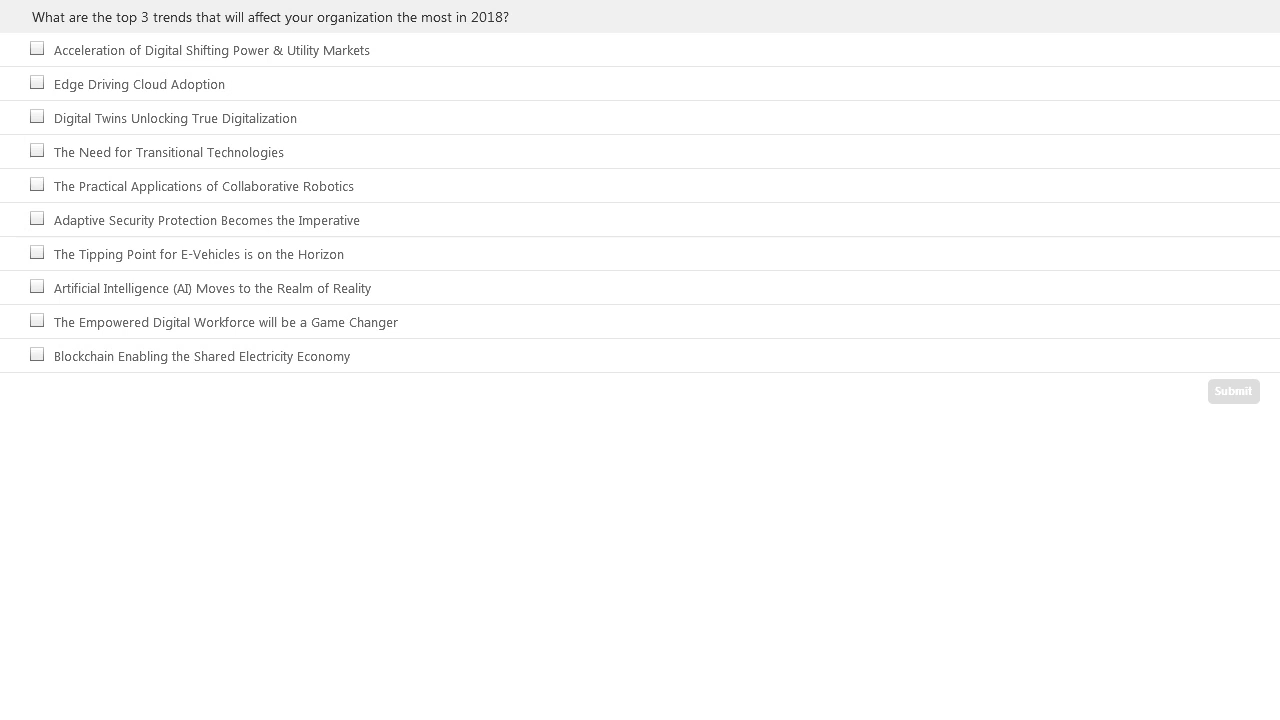 What are the top 3 trends that will affect your organization the most in 2018?
Acceleration of Digital Shifting Power & Utility Markets
Edge Driving Cloud Adoption
Digital Twins Unlocking True Digitalization
The Need for Transitional Technologies
The Practical Applications of Collaborative Robotics
Adaptive Security Protection Becomes the Imperative
The Tipping Point for E-Vehicles is on the Horizon
Artificial Intelligence (AI) Moves to the Realm of Reality
The Empowered Digital Workforce will be a Game Changer
Blockchain Enabling the Shared Electricity Economy
Submit